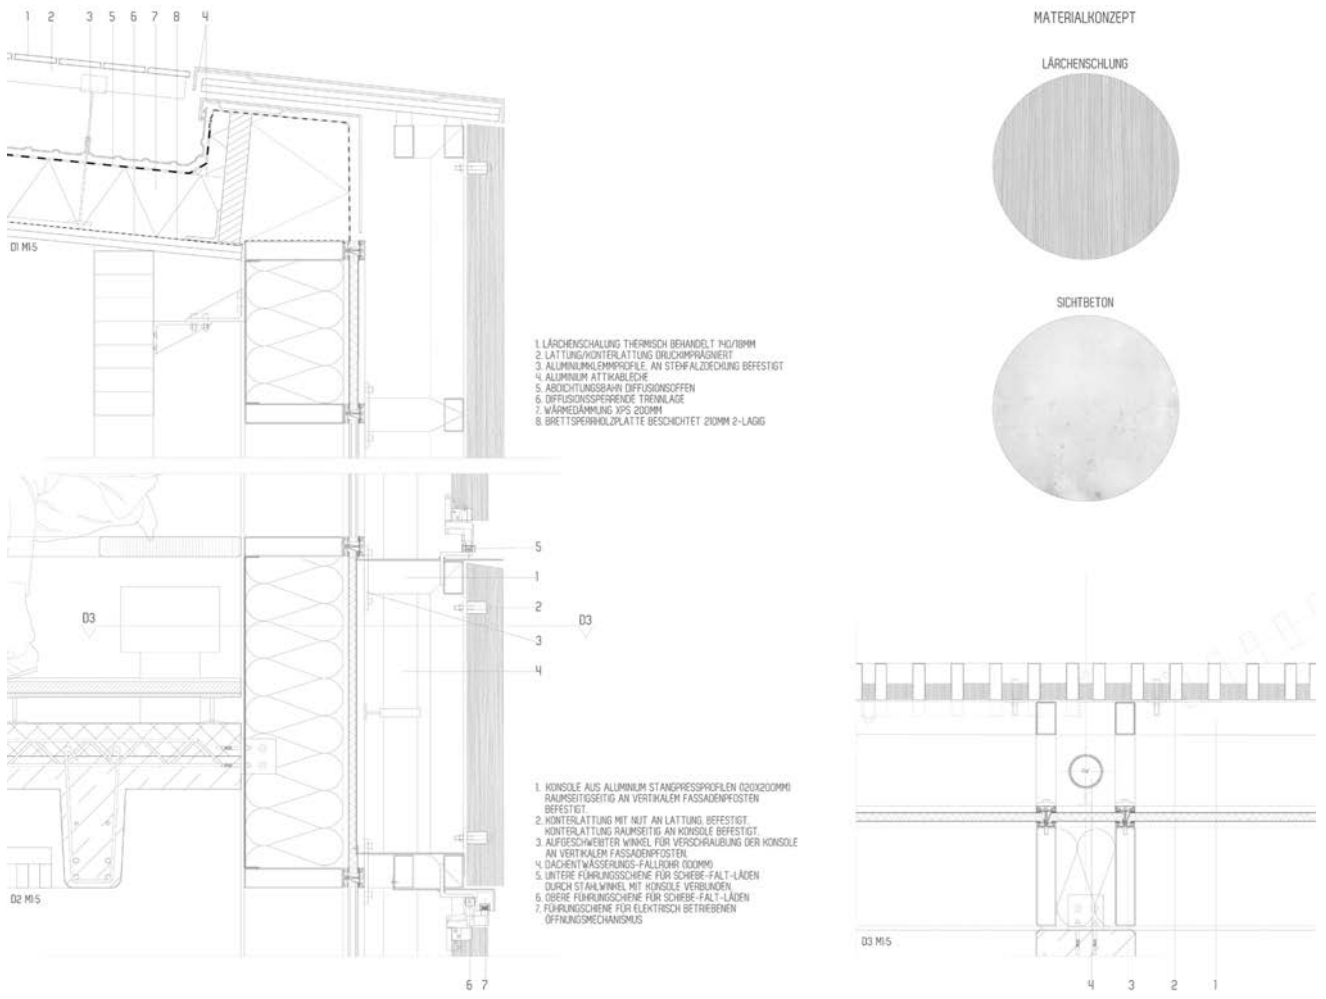 1 2 3 5 6 7 8 4
D1 M1:5
1. LÄRCHENSCHALUNG THERMISCH BEHANDELT 140/18MM
2. LATTUNG/KONTERLATTUNG DRUCKIMPRÄGNIERT
3. ALUMINIUMKLEMMPROFILE, AN STEHFALZDECKUNG BEFESTIGT
4. ALUMINIUM ATTIKABLECHE
5. ABDICHTUNGSBAHN DIFFUSIONSOFFEN
6. DIFFUSIONSSPERRENDE TRENNLAGE
7. WÄRMEDÄMMUNG XPS 200MM
8. BRETTSPERRHOLZPLATTE BESCHICHTET 210MM 2-LAGIG
5
1
2
D3
D3
3
4
D2 M1:5
1. KONSOLE AUS ALUMINIUM STANGPRESSPROFILEN (120X200MM)
RAUMSEITIGSEITIG AN VERTIKALEM FASSADENPFOSTEN
BEFESTIGT.
2. KONTERLATTUNG MIT NUT AN LATTUNG, BEFESTIGT.
KONTERLATTUNG RAUMSEITIG AN KONSOLE BEFESTIGT.
3. AUFGESCHWEIßTER WINKEL FÜR VERSCHRAUBUNG DER KONSOLE
AN VERTIKALEM FASSADENPFOSTEN.
4. DACHENTWÄSSERUNGS-FALLROHR (100MM)
5. UNTERE FÜHRUNGSSCHIENE FÜR SCHIEBE-FALT-LÄDEN
DURCH STAHLWINKEL MIT KONSOLE VERBUNDEN.
6. OBERE FÜHRUNGSCHIENE FÜR SCHIEBE-FALT-LÄDEN
7. FÜHRUNGSCHIENE FÜR ELEKTRISCH BETRIEBENEN
ÖFFNUNGSMECHANISMUS
6 7
MATERIALKONZEPT
LÄRCHENSCHLUNG
SICHTBETON
D3 M1:5
4 3 2 1